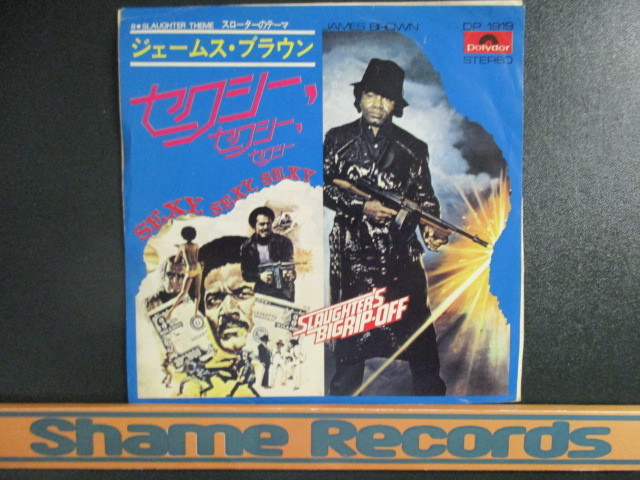 B● SLAUGHTER THEME スローターのテーマ
ジェームス・ブラウン
JAMES BROWN
DP 1919
Polydor
STEREO
セクシー,
セクシー,
セクシー
SEXY, SEXY, SEXY
SLAUGHTER'S
BIG RIP-OFF
Shame Records